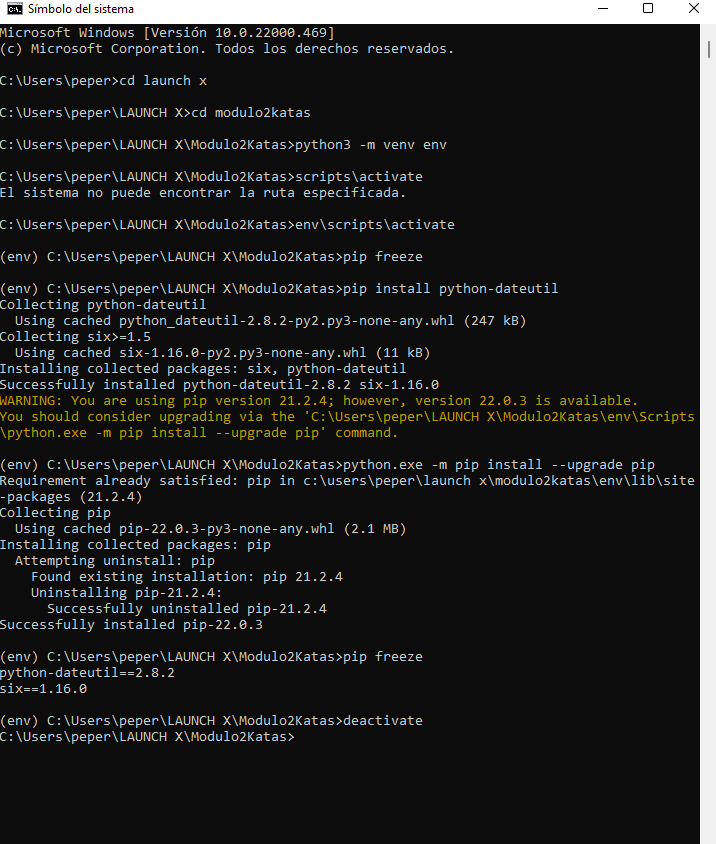 Símbolo del sistema
Microsoft Windows [Versión 10.0.22000.469]
(c) Microsoft Corporation. Todos los derechos reservados.
C:\Users\peper>cd launch x
C:\Users\peper\LAUNCH X>cd modulo2katas
C:\Users\peper\LAUNCH X\Modulo2Katas>python3 -m venv env
C:\Users\peper\LAUNCH X\Modulo2Katas>scripts\activate
El sistema no puede encontrar la ruta especificada.
C:\Users\peper\LAUNCH X\Modulo2Katas>env\scripts\activate
(env) C:\Users\peper\LAUNCH X\Modulo2Katas>pip freeze
(env) C:\Users\peper\LAUNCH X\Modulo2Katas>pip install python-dateutil
Collecting python-dateutil
  Using cached python_dateutil-2.8.2-py2.py3-none-any.whl (247 kB)
Collecting six>=1.5
  Using cached six-1.16.0-py2.py3-none-any.whl (11 kB)
Installing collected packages: six, python-dateutil
Successfully installed python-dateutil-2.8.2 six-1.16.0
WARNING: You are using pip version 21.2.4; however, version 22.0.3 is available.
You should consider upgrading via the 'C:\Users\peper\LAUNCH X\Modulo2Katas\env\Scripts
\python.exe -m pip install --upgrade pip' command.
(env) C:\Users\peper\LAUNCH X\Modulo2Katas>python.exe -m pip install --upgrade pip
Requirement already satisfied: pip in c:\users\peper\launch x\modulo2katas\env\lib\site
-packages (21.2.4)
Collecting pip
  Using cached pip-22.0.3-py3-none-any.whl (2.1 MB)
Installing collected packages: pip
  Attempting uninstall: pip
    Found existing installation: pip 21.2.4
    Uninstalling pip-21.2.4:
      Successfully uninstalled pip-21.2.4
Successfully installed pip-22.0.3
(env) C:\Users\peper\LAUNCH X\Modulo2Katas>pip freeze
python-dateutil==2.8.2
six==1.16.0
(env) C:\Users\peper\LAUNCH X\Modulo2Katas>deactivate
C:\Users\peper\LAUNCH X\Modulo2Katas>